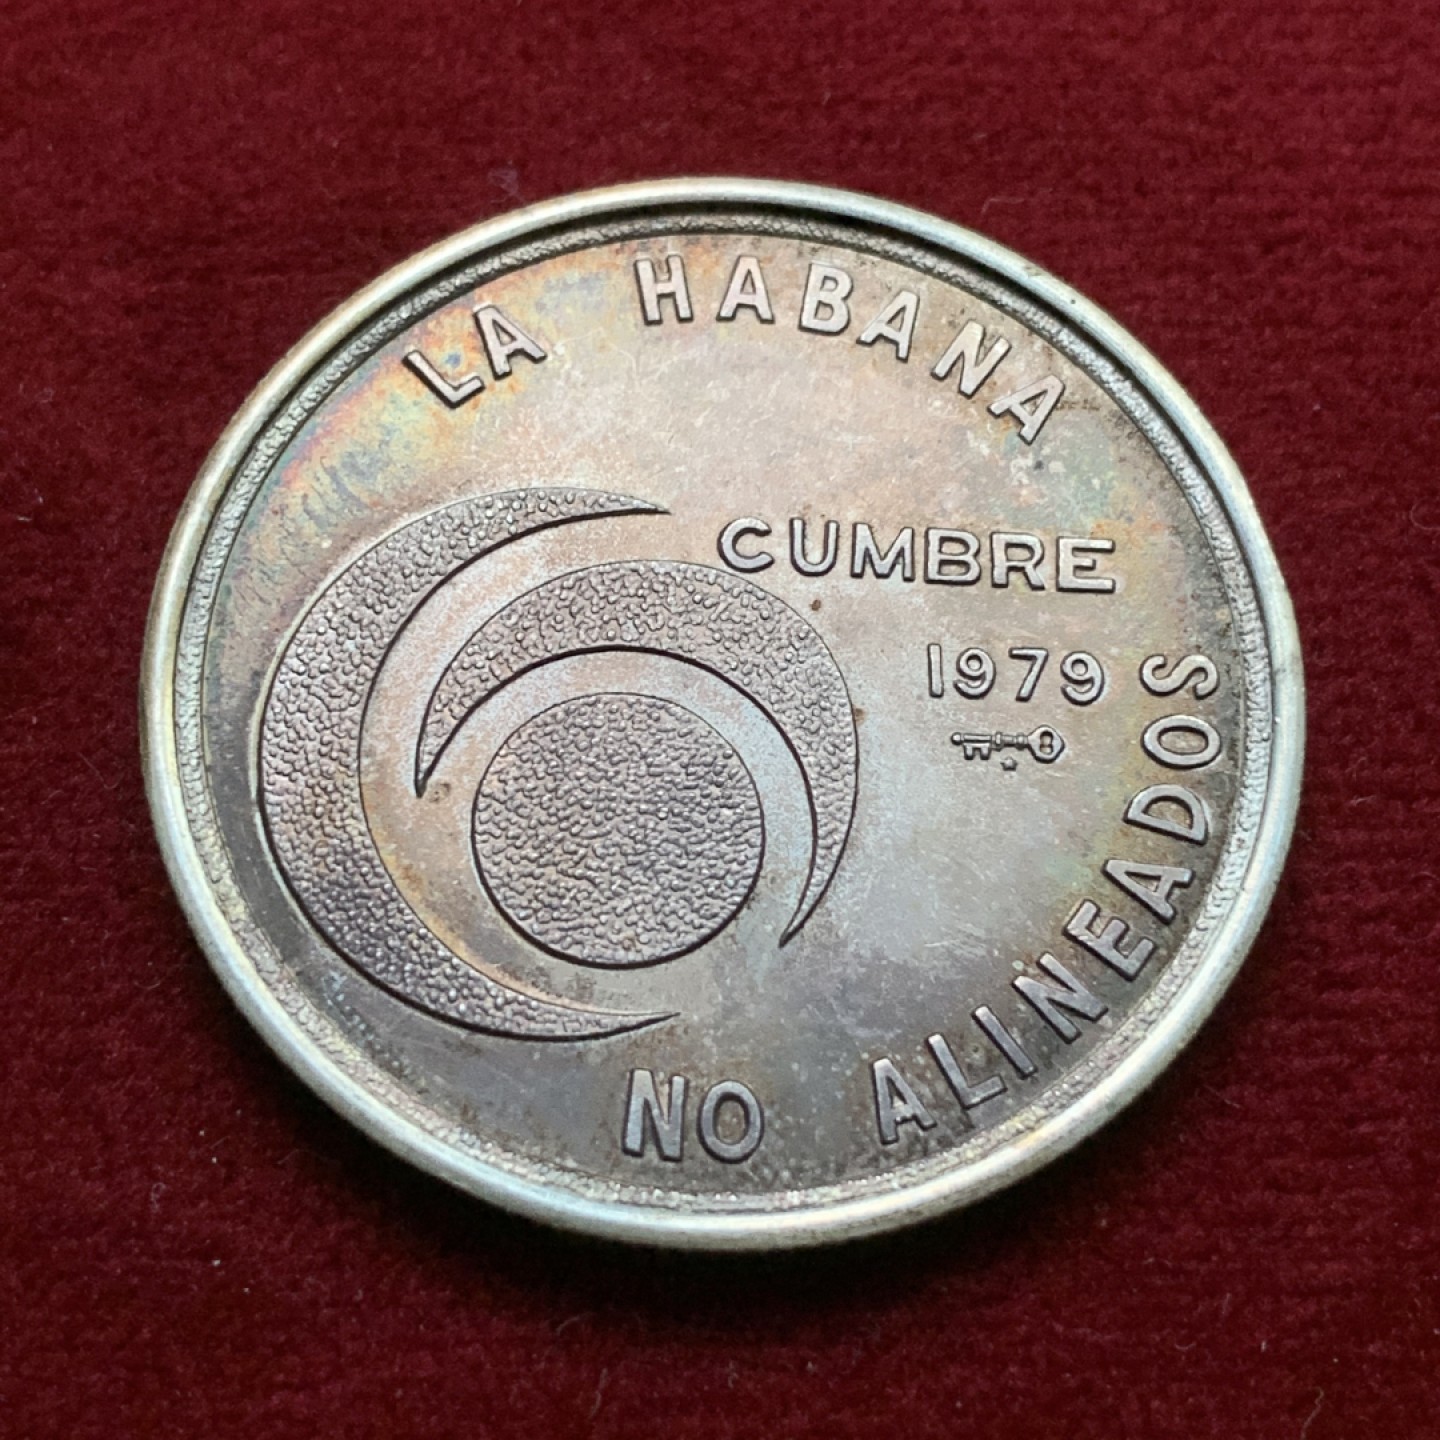 LA HABANA
CUMBRE
1979
NO ALINEADOS